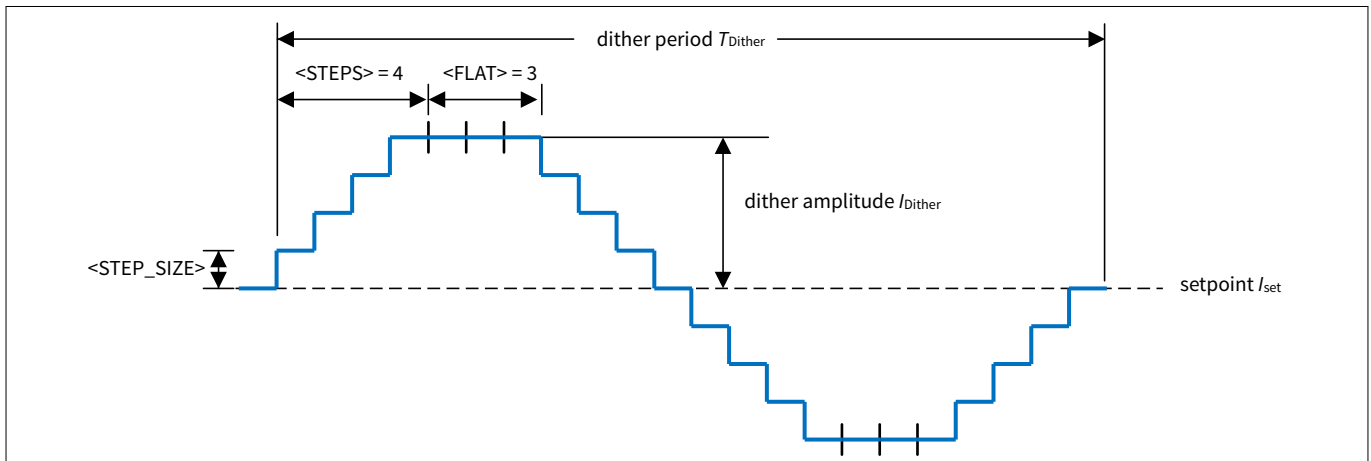 dither period TDither
<STEPS> = 4 <FLAT> = 3
dither amplitude IDither
<STEP_SIZE>
setpoint Iset